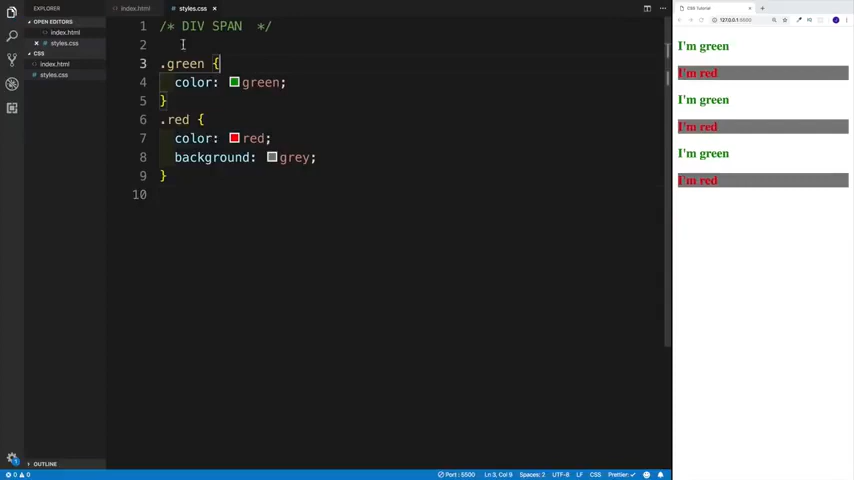 EXPLORER
OPEN EDITORS
index.html
styles.css
CSS
index.html
styles.css
OUTLINE
index.html
styles.css
1 /* DIV SPAN */
2
3 .green {
4 color: green;
5 }
6 .red {
7 color: red;
8 background: grey;
9 }
10
0 0
Port : 5500
Ln 3, Col 9
Spaces: 2
UTF-8
LF
CSS
Prettier: ✓
CSS Tutorial
127.0.0.1:5500
I'm green
I'm red
I'm green
I'm red
I'm green
I'm red